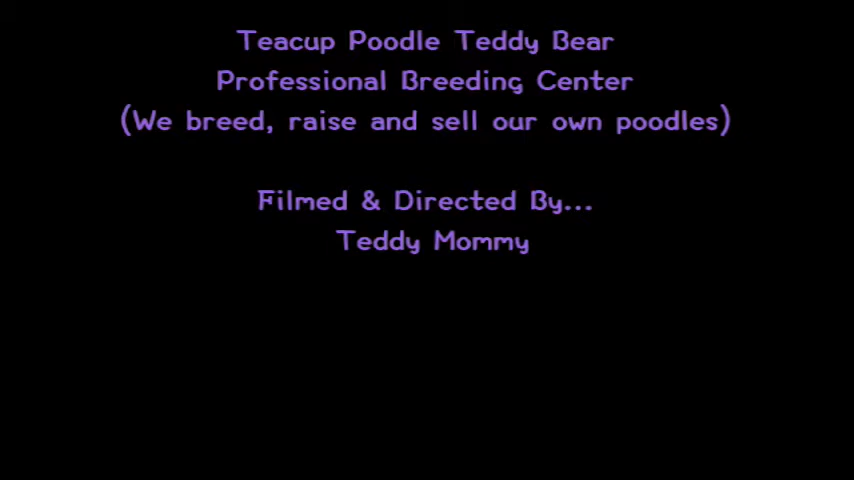 Teacup Poodle Teddy Bear
Professional Breeding Center
(We breed, raise and sell our own poodles)
Filmed & Directed By...
Teddy Mommy